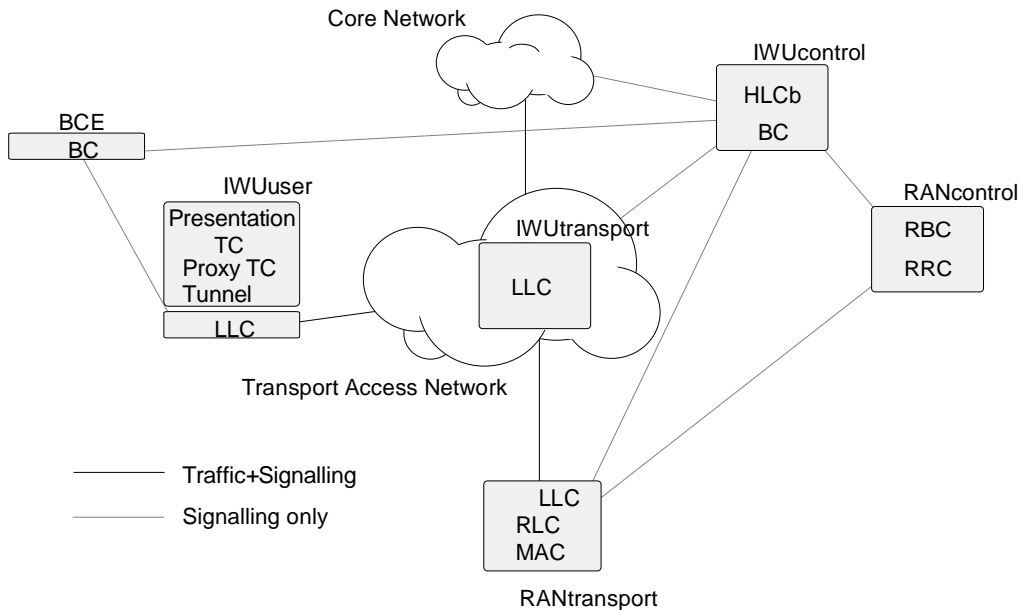 Core Network
IWUcontrol
HLCb
BC
BCE
BC
IWUuser
Presentation
TC
Proxy TC
Tunnel
LLC
IWUtransport
LLC
RANcontrol
RBC
RRC
Transport Access Network
Traffic+Signalling
Signalling only
LLC
RLC
MAC
RANtransport